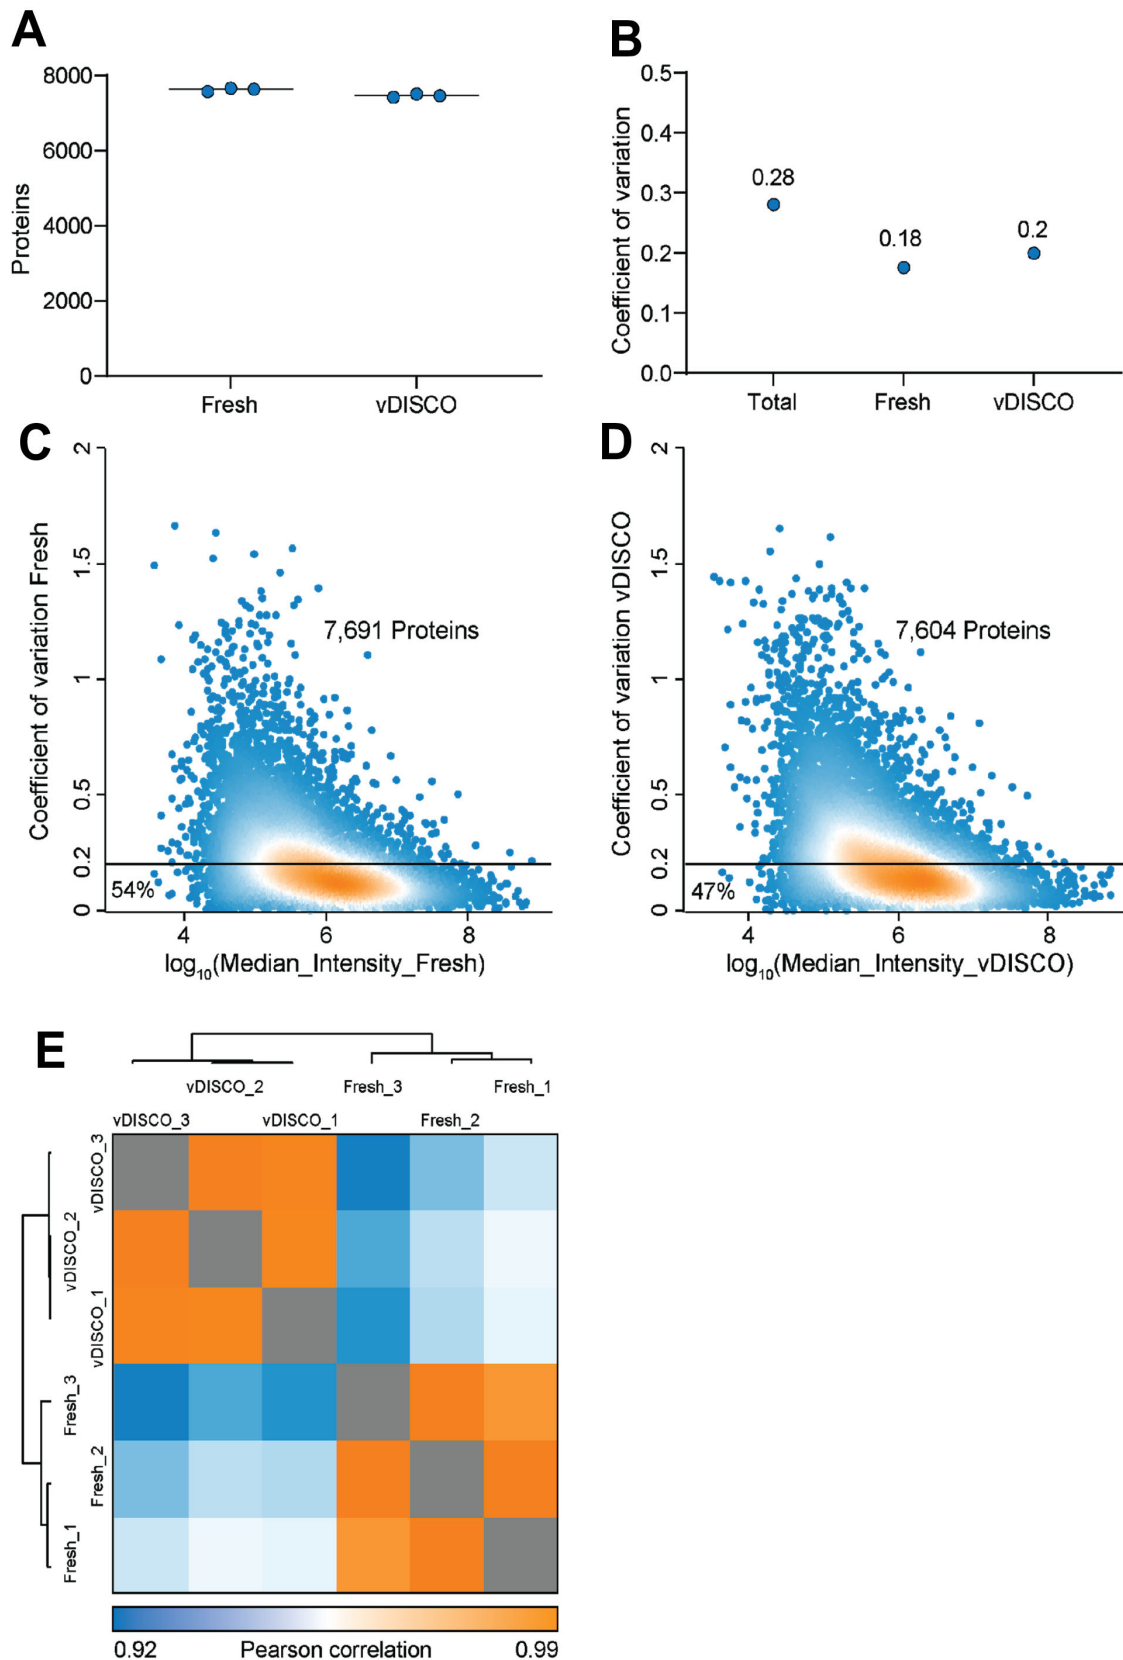 A
8000
6000
4000
2000
0
Proteins
Fresh
vDISCO
B
0.5
0.4
0.3
0.2
0.1
0.0
Coefficient of variation
0.28
0.18
0.2
Total
Fresh
vDISCO
C
2
1.5
1
0.5
0.2
0
Coefficient of variation Fresh
7,691 Proteins
54%
4
6
8
log₁₀(Median_Intensity_Fresh)
D
2
1.5
1
0.5
0.2
0
Coefficient of variation vDISCO
7,604 Proteins
47%
4
6
8
log₁₀(Median_Intensity_vDISCO)
E
vDISCO_2
Fresh_3
Fresh_1
vDISCO_3
vDISCO_1
Fresh_2
vDISCO_3
vDISCO_2
vDISCO_1
Fresh_3
Fresh_2
Fresh_1
0.92
Pearson correlation
0.99